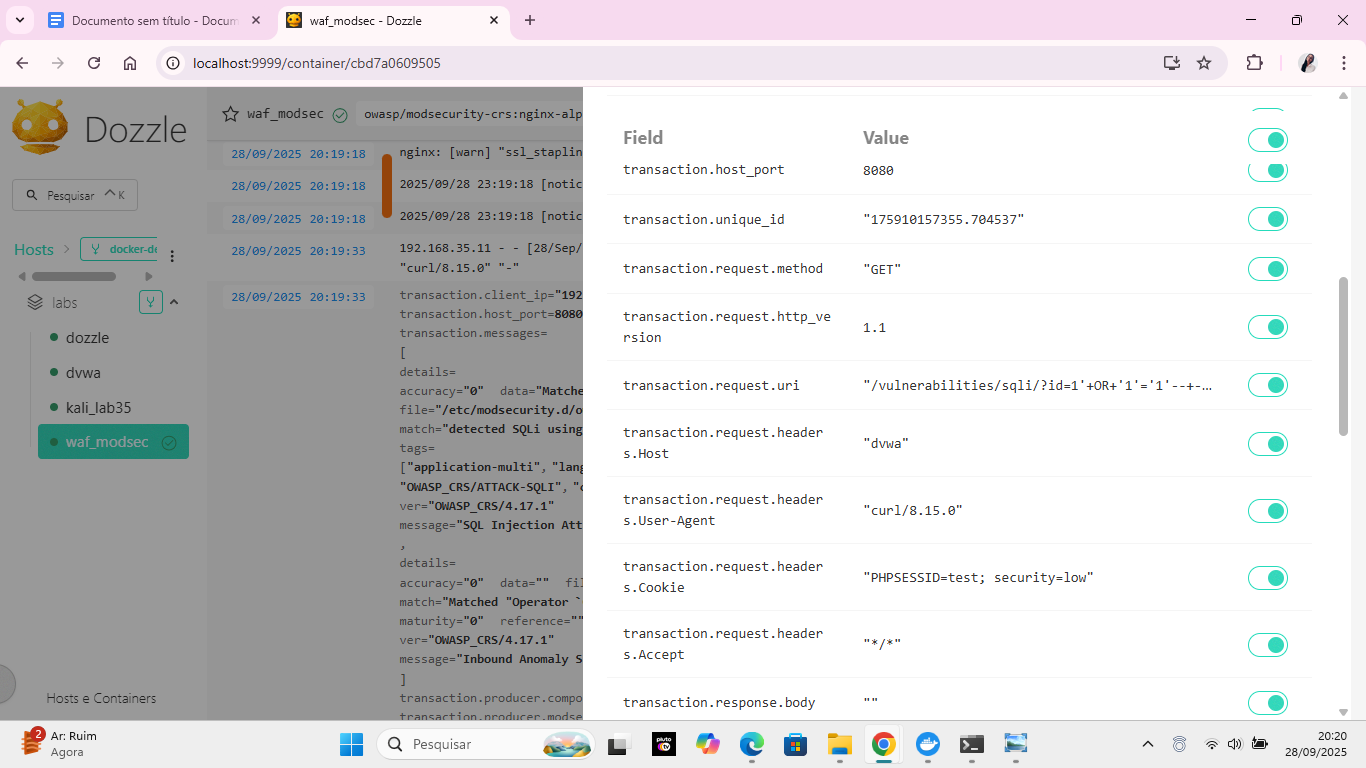 Documento sem título - Docum
waf_modsec - Dozzle
localhost:9999/container/cbd7a0609505
Dozzle
Pesquisar ^ K
Hosts
docker-de
labs
dozzle
dvwa
kali_lab35
waf_modsec
Hosts e Containers
waf_modsec
owasp/modsecurity-crs:nginx-alp
28/09/2025 20:19:18 nginx: [warn] "ssl_staplin
28/09/2025 20:19:18 2025/09/28 23:19:18 [notic
28/09/2025 20:19:18 2025/09/28 23:19:18 [notic
28/09/2025 20:19:33 192.168.35.11 - - [28/Sep/
"curl/8.15.0" "-"
28/09/2025 20:19:33 transaction.client_ip="192
transaction.host_port=8080
transaction.messages=
[
details=
accuracy="0" data="Matche
file="/etc/modsecurity.d/o
match="detected SQLi using
tags=
["application-multi", "lang
"OWASP_CRS/ATTACK-SQLI", "c
ver="OWASP_CRS/4.17.1"
message="SQL Injection Att
,
details=
accuracy="0" data="" fil
match="Matched "Operator `
maturity="0" reference=""
ver="OWASP_CRS/4.17.1"
message="Inbound Anomaly S
]
transaction.producer.compo
transaction.producer.modse
Field Value
transaction.host_port 8080
transaction.unique_id "175910157355.704537"
transaction.request.method "GET"
transaction.request.http_ve
rsion 1.1
transaction.request.uri "/vulnerabilities/sqli/?id=1'+OR+'1'='1'--+-…
transaction.request.header
s.Host "dvwa"
transaction.request.header
s.User-Agent "curl/8.15.0"
transaction.request.header
s.Cookie "PHPSESSID=test; security=low"
transaction.request.header
s.Accept "*/*"
transaction.response.body ""
2
Ar: Ruim
Agora
Pesquisar
pluto tv
20:20
28/09/2025